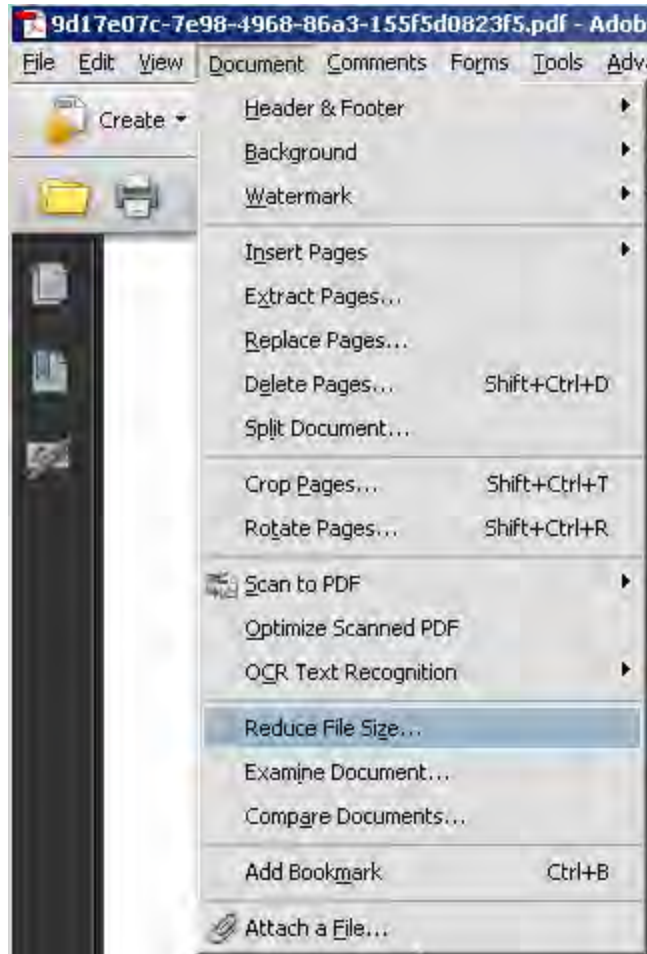 9d17e07c-7e98-4968-86a3-155f5d0823f5.pdf - Adob
File Edit View Document Comments Forms Tools Adv
Create
Header & Footer
Background
Watermark
Insert Pages
Extract Pages...
Replace Pages...
Delete Pages... Shift+Ctrl+D
Split Document...
Crop Pages... Shift+Ctrl+T
Rotate Pages... Shift+Ctrl+R
Scan to PDF
Optimize Scanned PDF
OCR Text Recognition
Reduce File Size...
Examine Document...
Compare Documents...
Add Bookmark Ctrl+B
Attach a File...